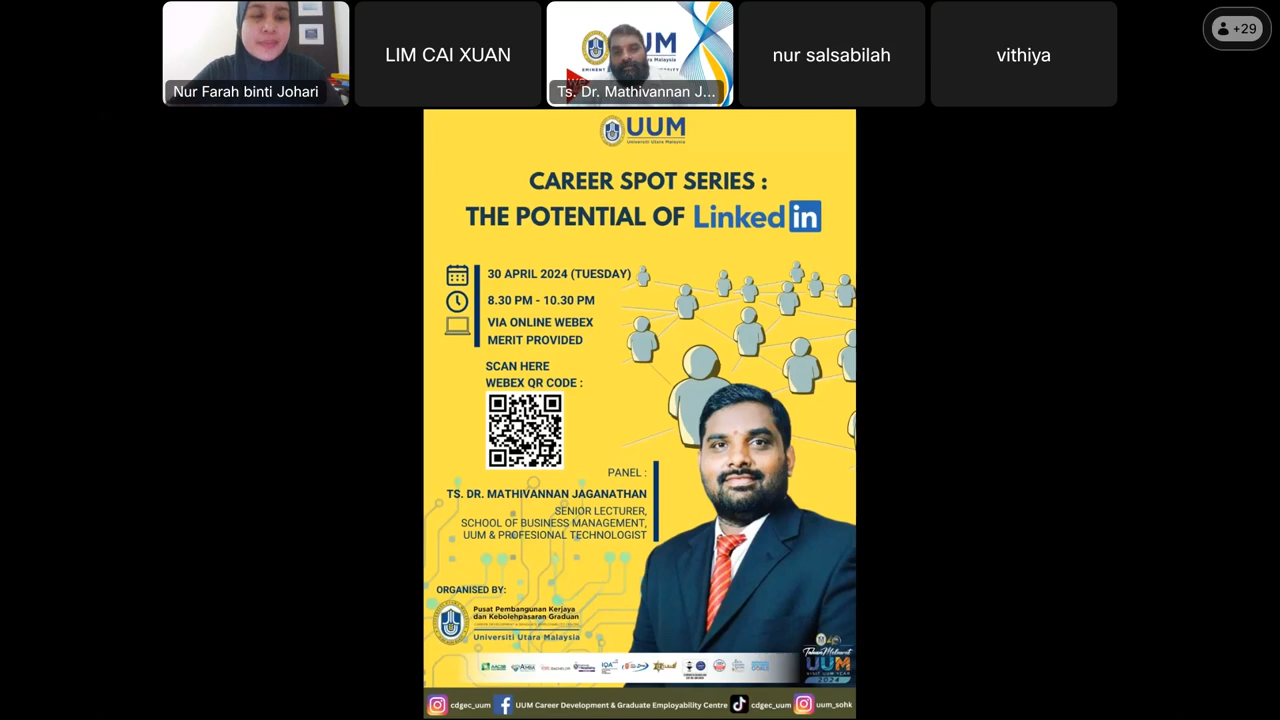 +29
LIM CAI XUAN
nur salsabilah
vithiya
Nur Farah binti Johari
Ts. Dr. Mathivannan J...
UUM
Universiti Utara Malaysia
CAREER SPOT SERIES :
THE POTENTIAL OF Linkedin
30 APRIL 2024 (TUESDAY)
8.30 PM - 10.30 PM
VIA ONLINE WEBEX
MERIT PROVIDED
SCAN HERE
WEBEX QR CODE :
PANEL :
TS. DR. MATHIVANNAN JAGANATHAN
SENIOR LECTURER,
SCHOOL OF BUSINESS MANAGEMENT,
UUM & PROFESIONAL TECHNOLOGIST
ORGANISED BY:
Pusat Pembangunan Kerjaya
dan Kebolehpasaran Graduan
Universiti Utara Malaysia
UUM
2024
cdgec_uum
UUM Career Development & Graduate Employability Centre
cdgec_uum
uum_sohk